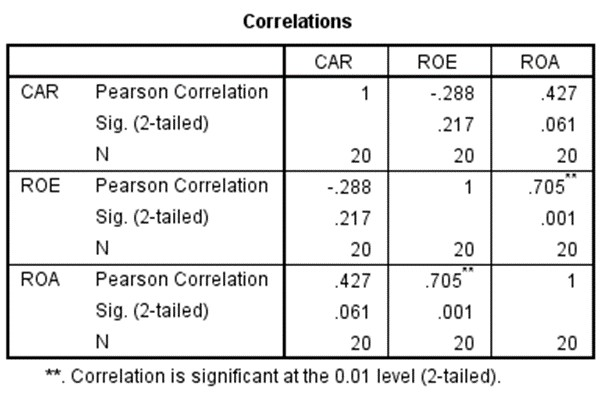 Correlations
CAR ROE ROA
CAR Pearson Correlation 1 -.288 .427
Sig. (2-tailed) .217 .061
N 20 20 20
ROE Pearson Correlation -.288 1 .705**
Sig. (2-tailed) .217 .001
N 20 20 20
ROA Pearson Correlation .427 .705** 1
Sig. (2-tailed) .061 .001
N 20 20 20
**. Correlation is significant at the 0.01 level (2-tailed).